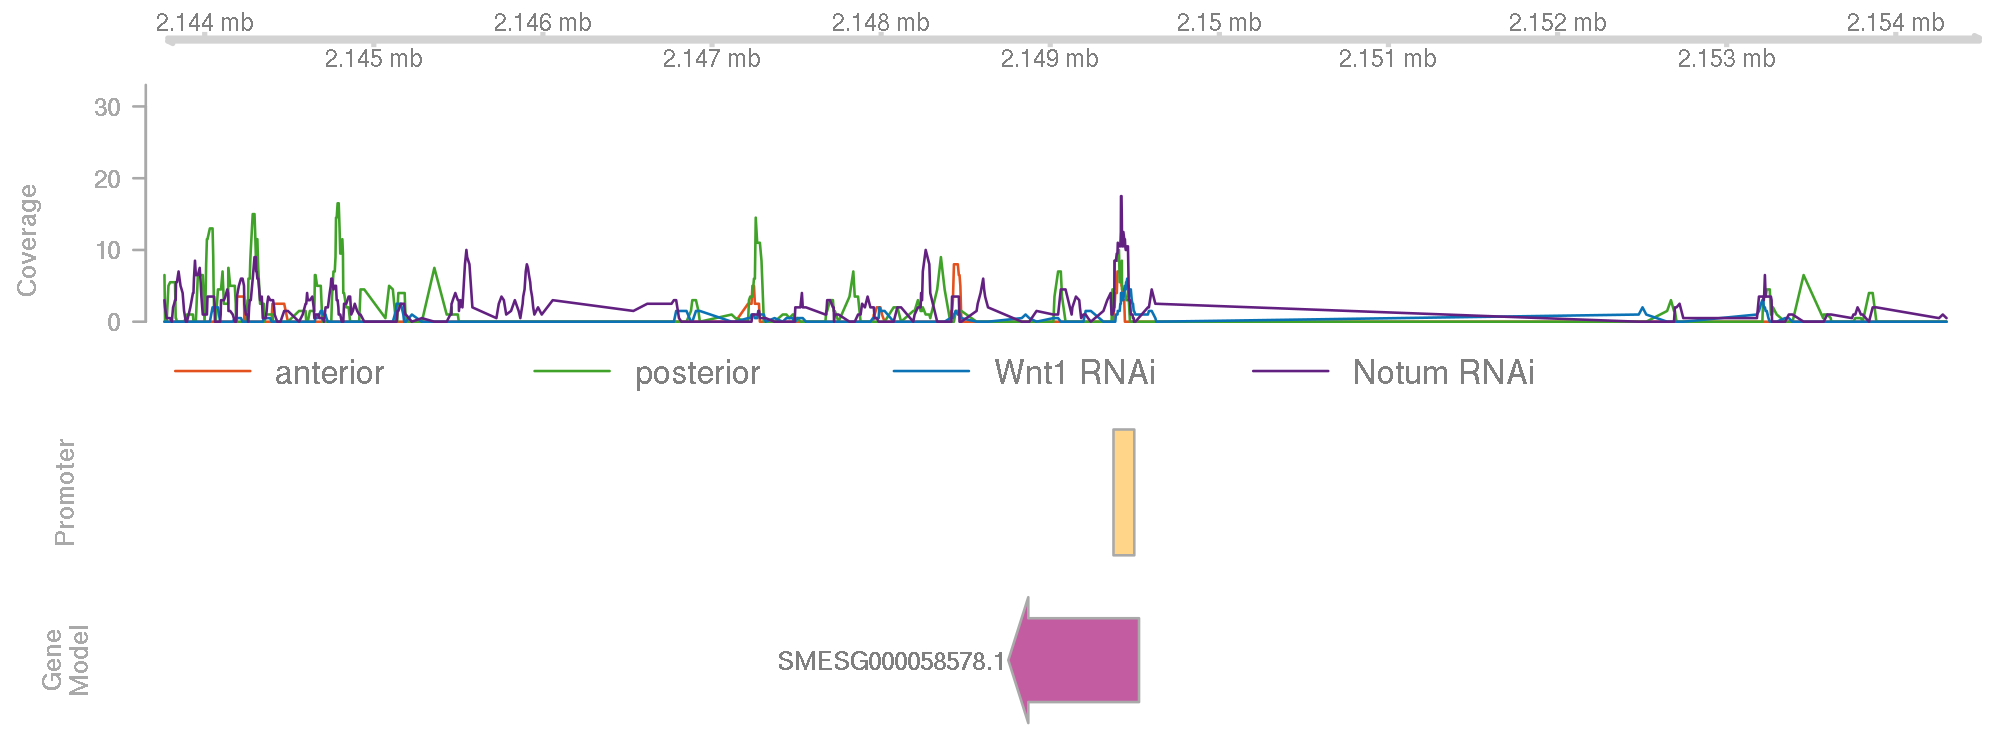 2.144 mb 2.146 mb 2.148 mb 2.15 mb 2.152 mb 2.154 mb
2.145 mb 2.147 mb 2.149 mb 2.151 mb 2.153 mb
Coverage
30
20
10
0
anterior posterior Wnt1 RNAi Notum RNAi
Promoter
Gene
Model
SMESG000058578.1